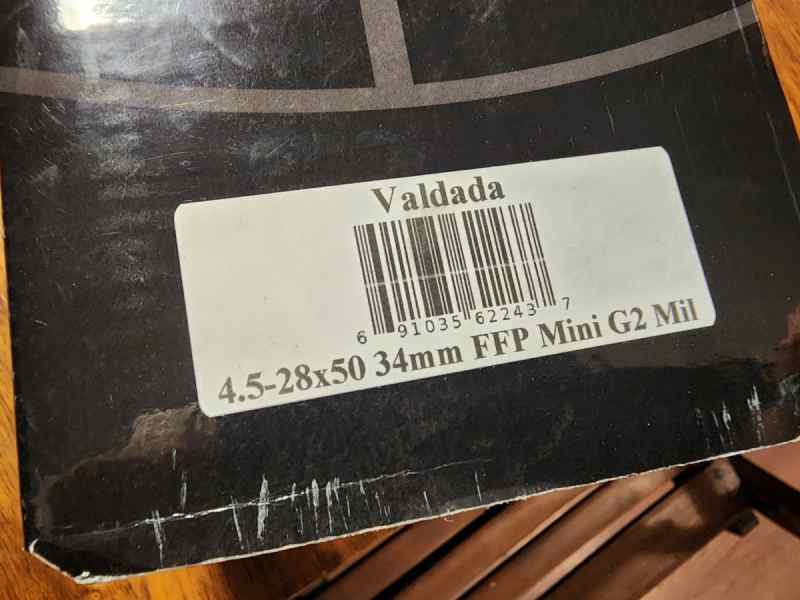 Valdada
6 91035 62243 7
4.5-28x50 34mm FFP Mini G2 Mil